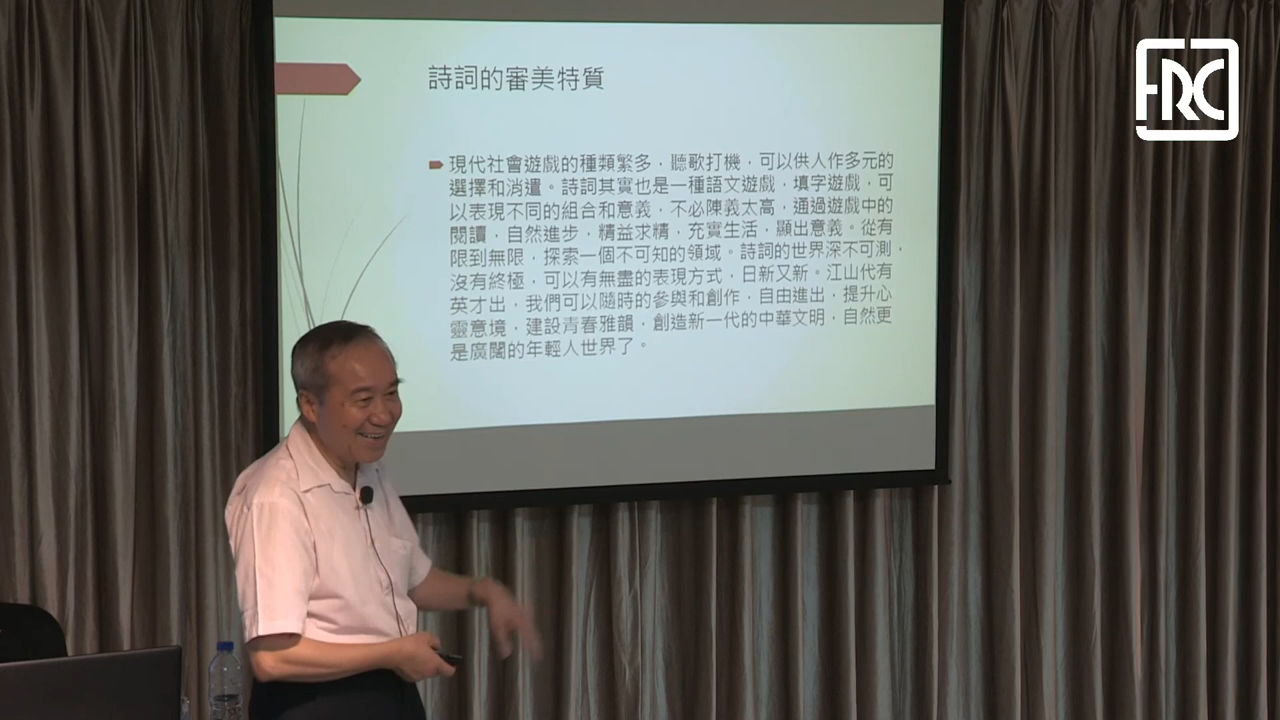 FRC
詩詞的審美特質
現代社會遊戲的種類繁多，聽歌打機，可以供人作多元的
選擇和消遣。詩詞其實也是一種語文遊戲，填字遊戲，可
以表現不同的組合和意義，不必陳義太高，通過遊戲中的
閱讀，自然進步，精益求精，充實生活，顯出意義。從有
限到無限，探索一個不可知的領域。詩詞的世界深不可測，
沒有終極，可以有無盡的表現方式，日新又新。江山代有
英才出，我們可以隨時的參與和創作，自由進出，提升心
靈意境，建設青春雅韻，創造新一代的中華文明，自然更
是廣闊的年輕人世界了。